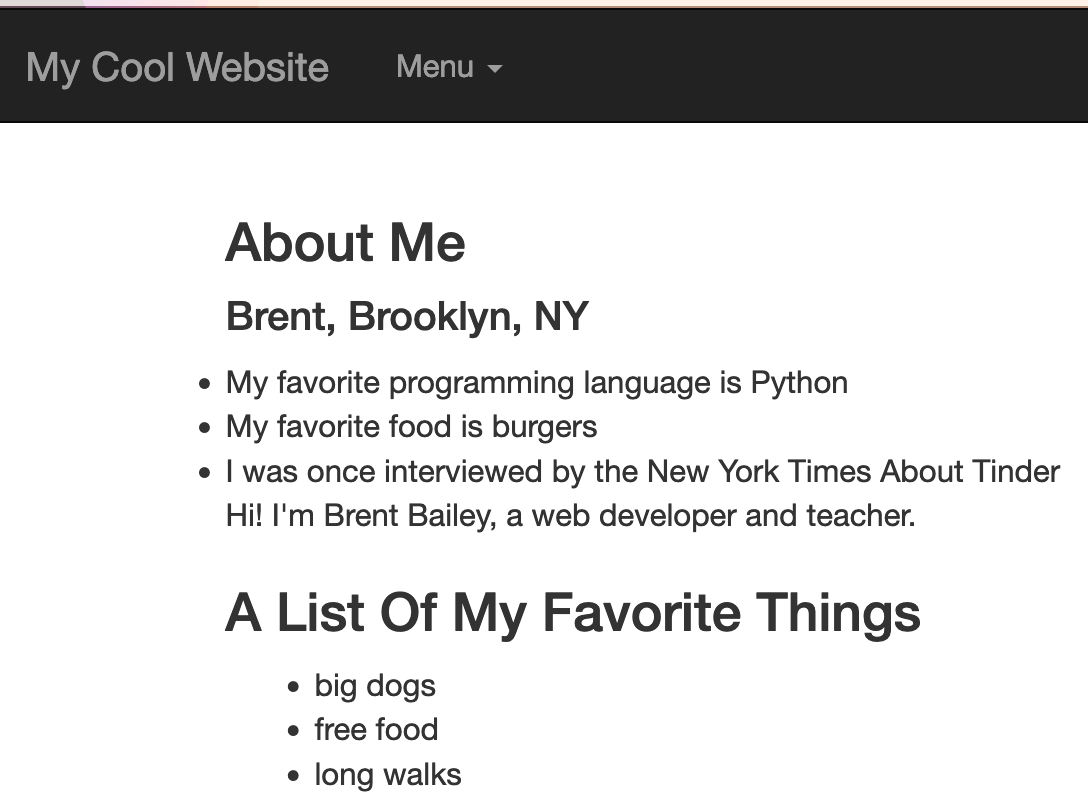 My Cool Website Menu
About Me
Brent, Brooklyn, NY
• My favorite programming language is Python
• My favorite food is burgers
• I was once interviewed by the New York Times About Tinder
Hi! I'm Brent Bailey, a web developer and teacher.
A List Of My Favorite Things
• big dogs
• free food
• long walks